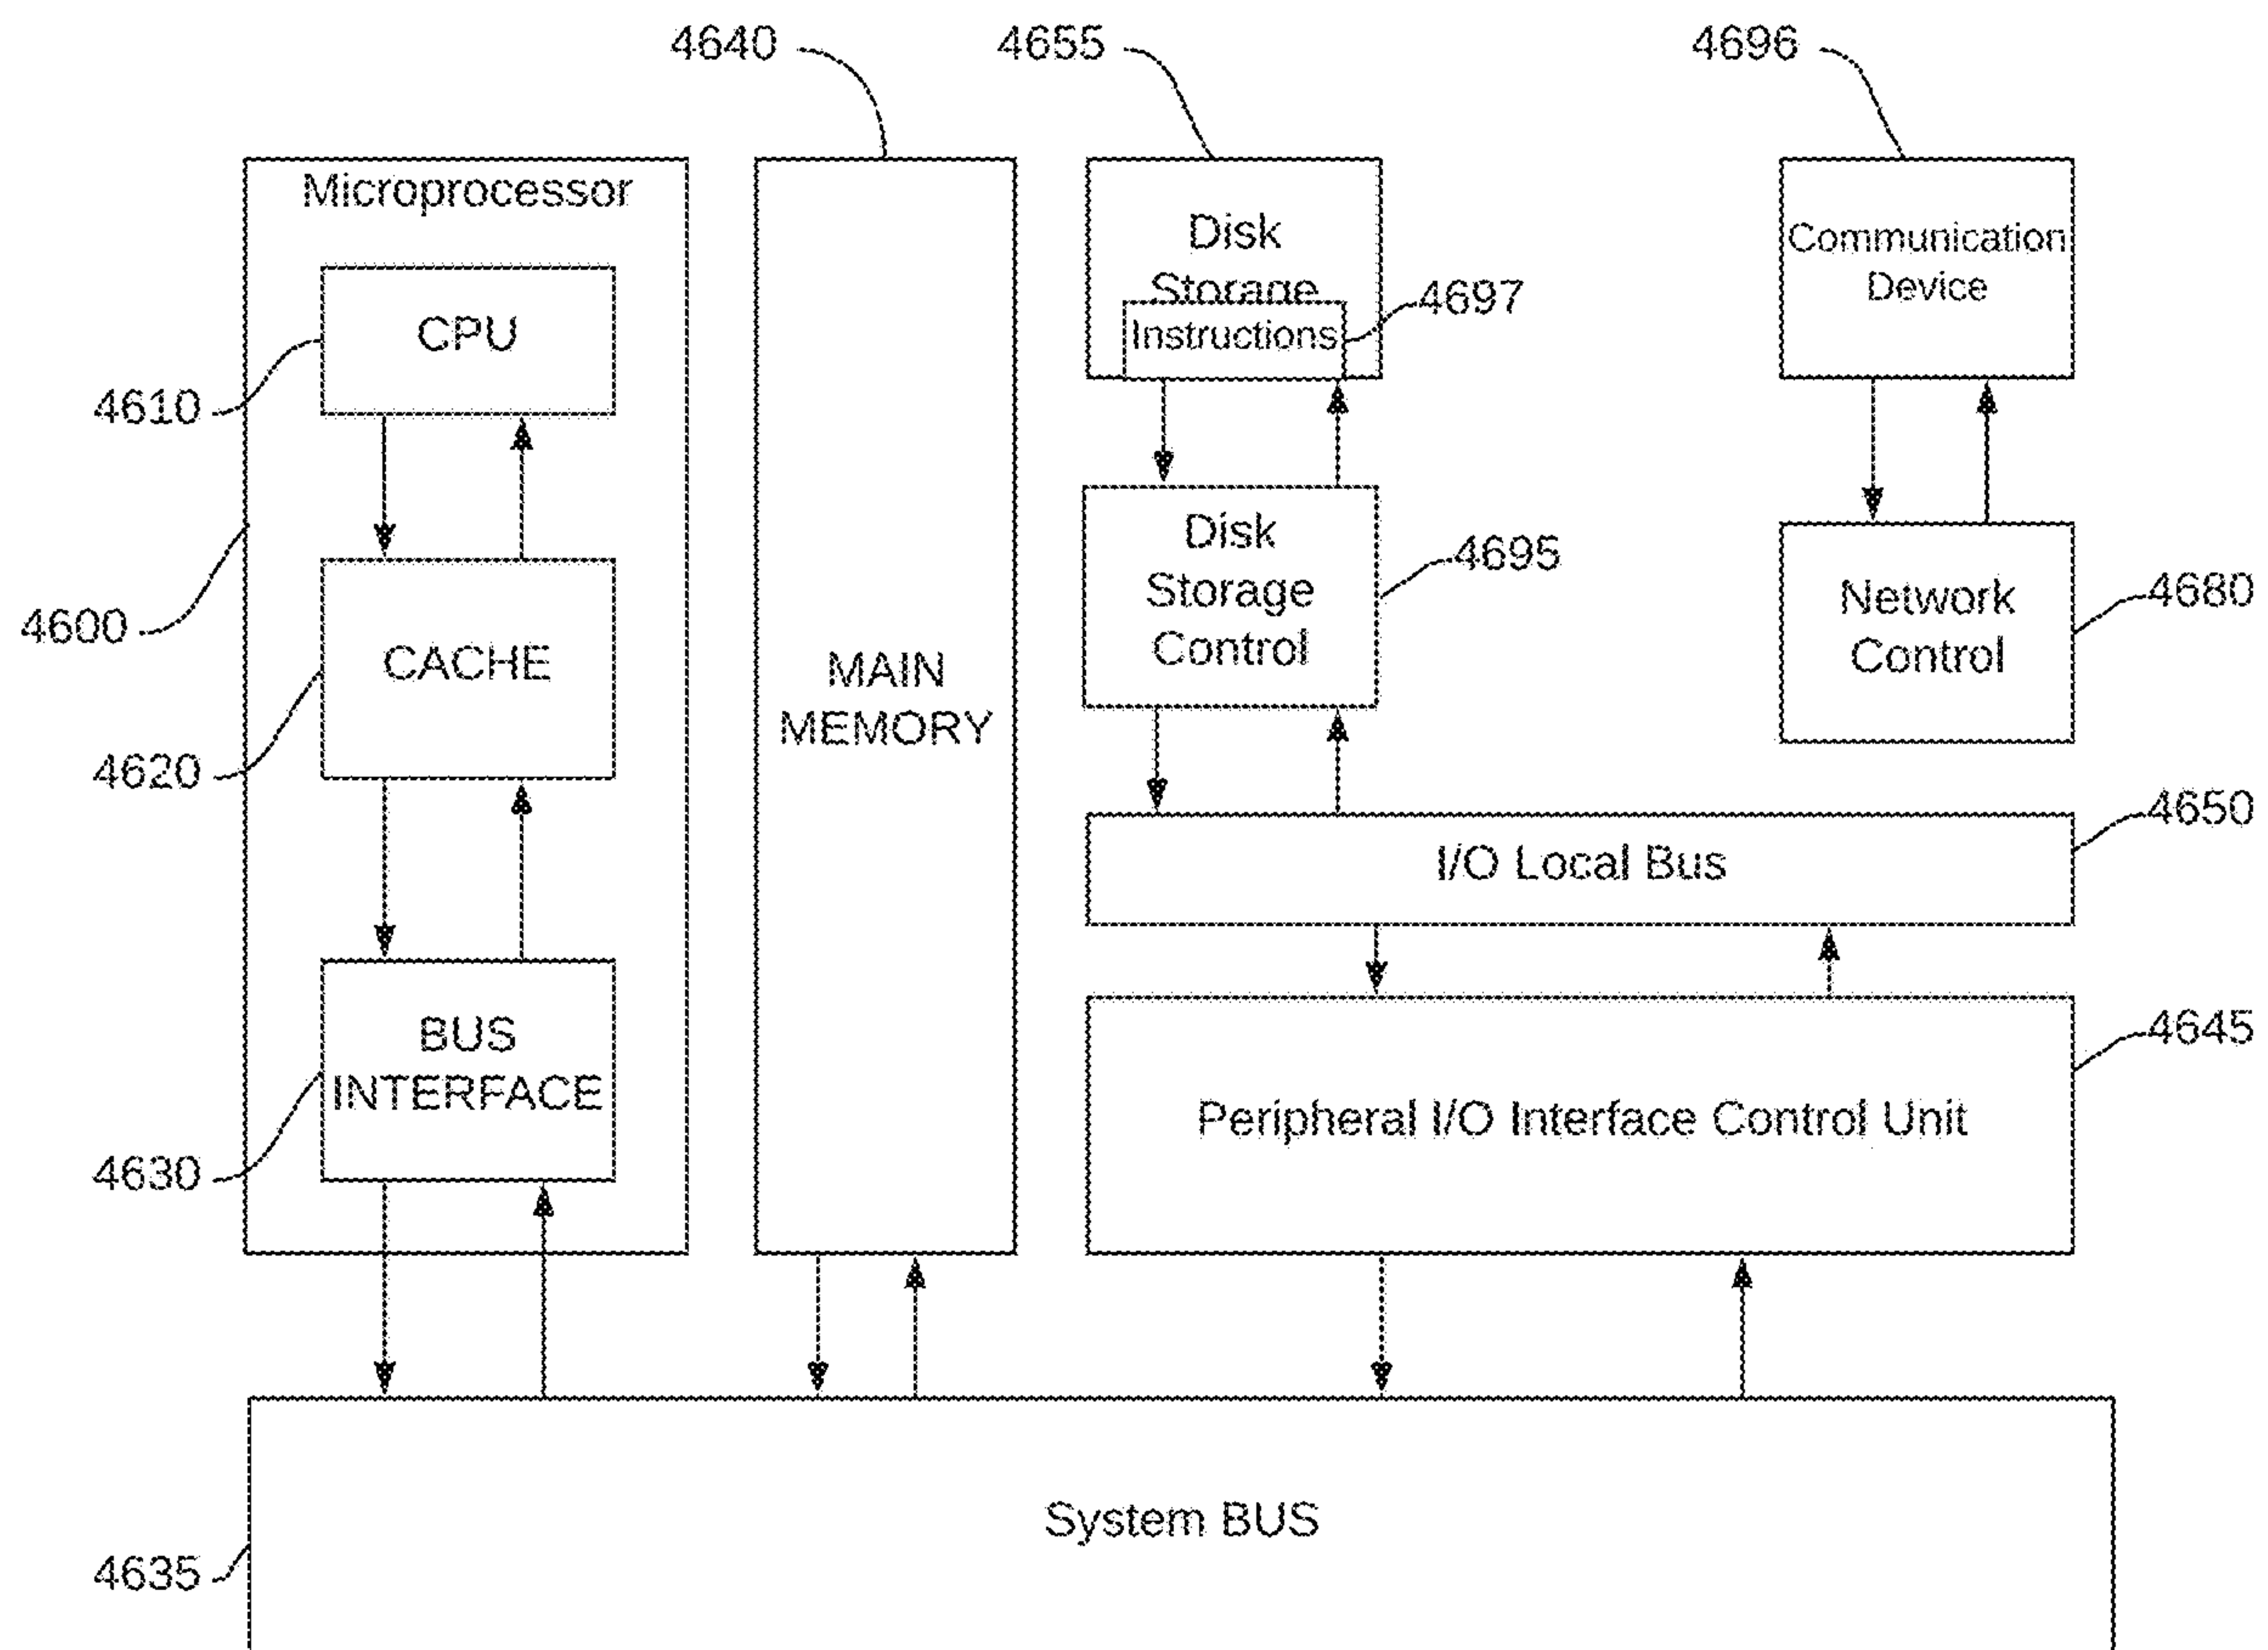 4640
4655
4696
Microprocessor
CPU
4610
CACHE
4600
4620
BUS
INTERFACE
4630
MAIN
MEMORY
Disk
Storage
Instructions
4697
Disk
Storage
Control
4695
Communication
Device
Network
Control
4680
I/O Local Bus
4650
Peripheral I/O Interface Control Unit
4645
System BUS
4635